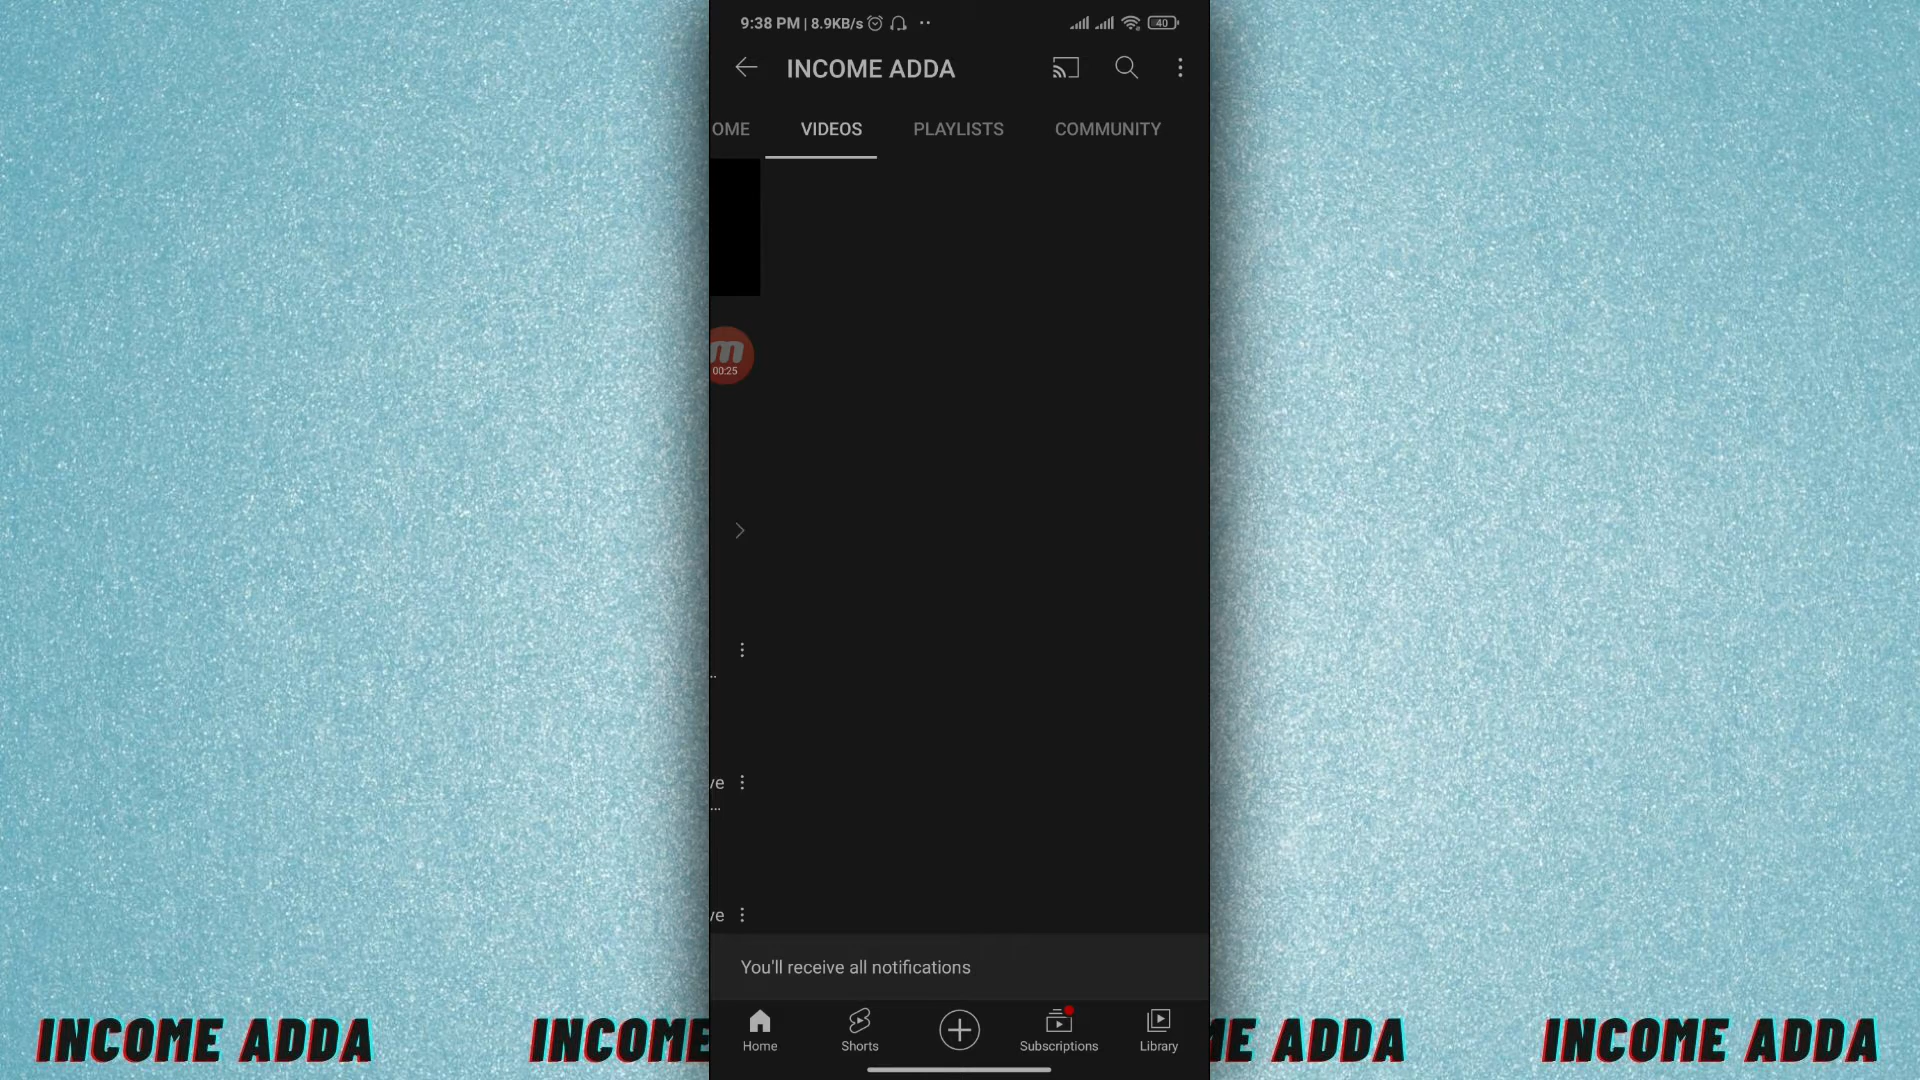 9:38 PM | 8.9KB/s
40
INCOME ADDA
OME VIDEOS PLAYLISTS COMMUNITY
m
00:25
..
ve
...
ve
You'll receive all notifications
Home Shorts Subscriptions Library
INCOME ADDA INCOME ME ADDA INCOME ADDA